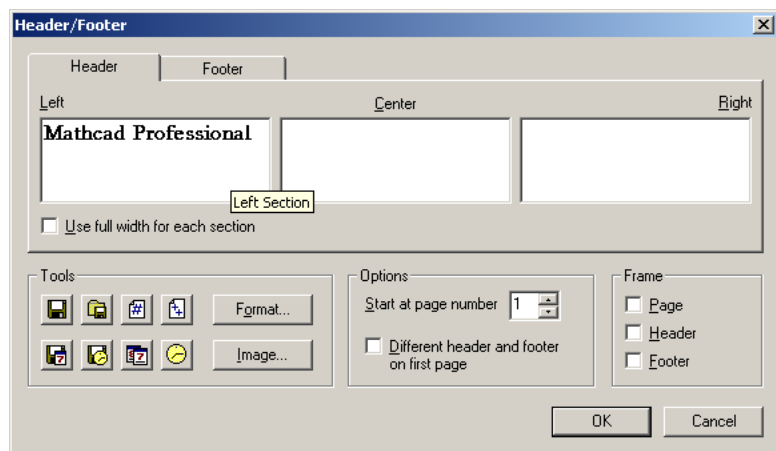 Header/Footer
Header
Footer
Left
Center
Right
Mathcad Professional
Left Section
Use full width for each section
Tools
Format...
Image...
Options
Start at page number 1
Different header and footer
on first page
Frame
Page
Header
Footer
OK
Cancel